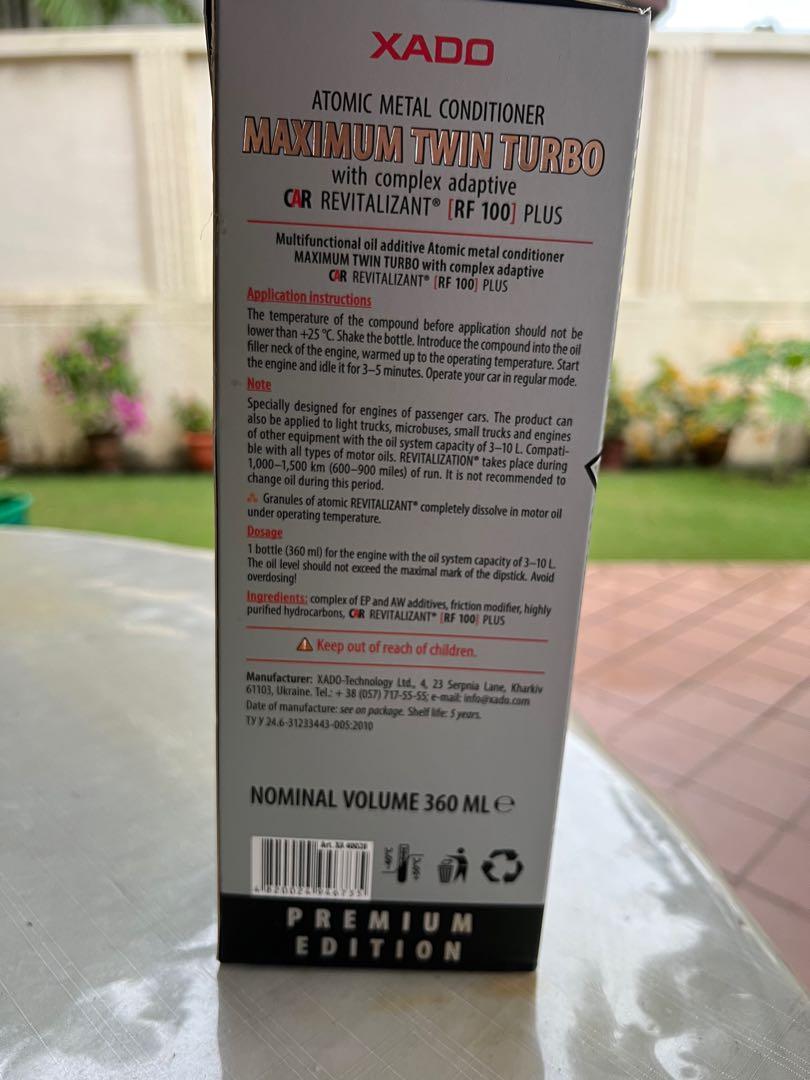 XADO
ATOMIC METAL CONDITIONER
MAXIMUM TWIN TURBO
with complex adaptive
CAR REVITALIZANT® [RF 100] PLUS
Multifunctional oil additive Atomic metal conditioner
MAXIMUM TWIN TURBO with complex adaptive
CAR REVITALIZANT® [RF 100] PLUS
Application instructions
The temperature of the compound before application should not be
lower than +25 °C. Shake the bottle. Introduce the compound into the oil
filler neck of the engine, warmed up to the operating temperature. Start
the engine and idle it for 3–5 minutes. Operate your car in regular mode.
Note
Specially designed for engines of passenger cars. The product can
also be applied to light trucks, microbuses, small trucks and engines
of other equipment with the oil system capacity of 3–10 L. Compati-
ble with all types of motor oils. REVITALIZATION® takes place during
1,000–1,500 km (600–900 miles) of run. It is not recommended to
change oil during this period.
Granules of atomic REVITALIZANT® completely dissolve in motor oil
under operating temperature.
Dosage
1 bottle (360 ml) for the engine with the oil system capacity of 3–10 L.
The oil level should not exceed the maximal mark of the dipstick. Avoid
overdosing!
Ingredients: complex of EP and AW additives, friction modifier, highly
purified hydrocarbons, CAR REVITALIZANT® [RF 100] PLUS
Keep out of reach of children.
Manufacturer: XADO-Technology Ltd., 4, 23 Serpnia Lane, Kharkiv
61103, Ukraine. Tel.: + 38 (057) 717-55-55; e-mail: info@xado.com
Date of manufacture: see on package. Shelf life: 5 years.
ТУ У 24.6-31233443-005:2010
NOMINAL VOLUME 360 ML ℮
PREMIUM
EDITION